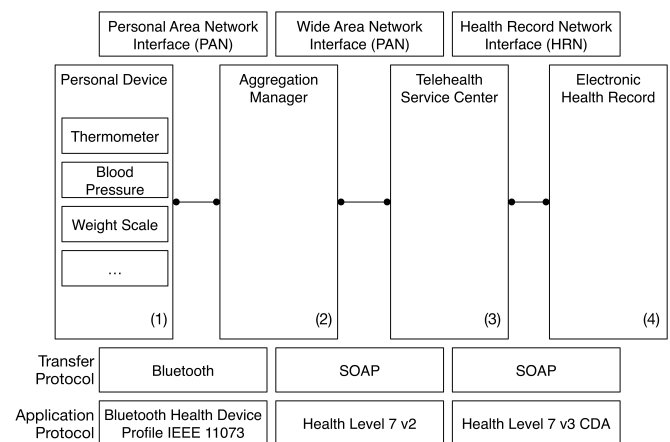 Personal Area Network
Interface (PAN)
Wide Area Network
Interface (PAN)
Health Record Network
Interface (HRN)
Personal Device
Aggregation
Manager
Telehealth
Service Center
Electronic
Health Record
Thermometer
Blood
Pressure
Weight Scale
...
(1)
(2)
(3)
(4)
Transfer
Protocol
Bluetooth
SOAP
SOAP
Application
Protocol
Bluetooth Health Device
Profile IEEE 11073
Health Level 7 v2
Health Level 7 v3 CDA